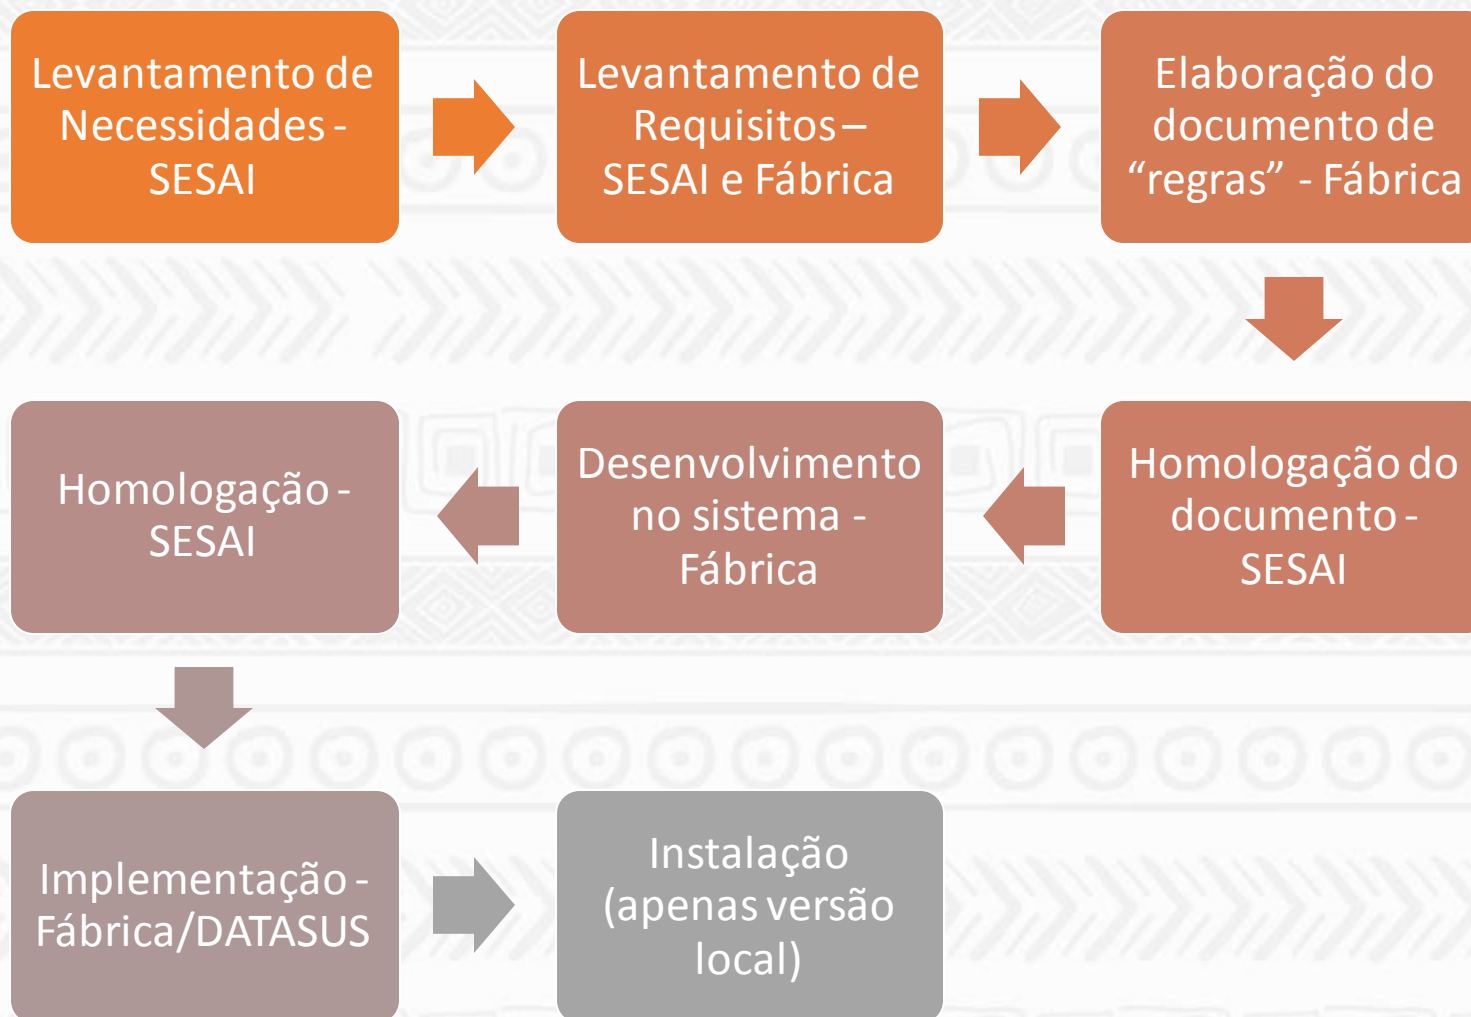 Levantamento de
Necessidades -
SESAI
Levantamento de
Requisitos –
SESAI e Fábrica
Elaboração do
documento de
“regras” - Fábrica
Homologação do
documento -
SESAI
Desenvolvimento
no sistema -
Fábrica
Homologação -
SESAI
Implementação -
Fábrica/DATASUS
Instalação
(apenas versão
local)